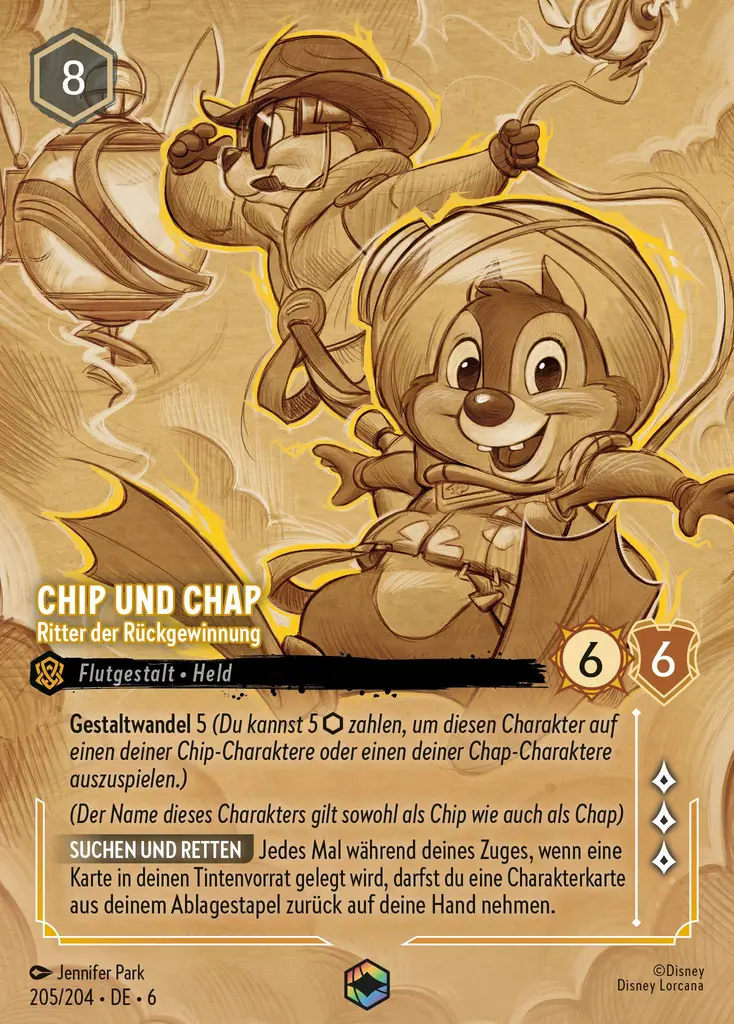 8
CHIP UND CHAP
Ritter der Rückgewinnung
6 6
Flutgestalt • Held
Gestaltwandel 5 (Du kannst 5 ⬡ zahlen, um diesen Charakter auf
einen deiner Chip-Charaktere oder einen deiner Chap-Charaktere
auszuspielen.)
(Der Name dieses Charakters gilt sowohl als Chip wie auch als Chap)
SUCHEN UND RETTEN Jedes Mal während deines Zuges, wenn eine
Karte in deinen Tintenvorrat gelegt wird, darfst du eine Charakterkarte
aus deinem Ablagestapel zurück auf deine Hand nehmen.
Jennifer Park
205/204 • DE • 6
©Disney
Disney Lorcana